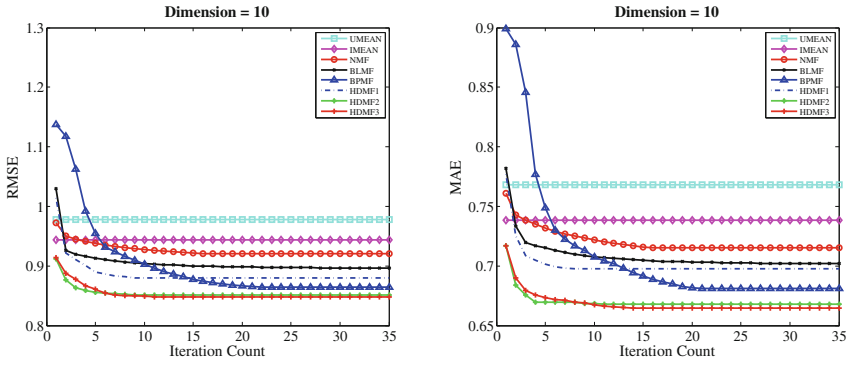 Dimension = 10
1.3
1.2
1.1
1
0.9
0.8
RMSE
0 5 10 15 20 25 30 35
Iteration Count
UMEAN
IMEAN
NMF
BLMF
BPMF
HDMF1
HDMF2
HDMF3
Dimension = 10
0.9
0.85
0.8
0.75
0.7
0.65
MAE
0 5 10 15 20 25 30 35
Iteration Count
UMEAN
IMEAN
NMF
BLMF
BPMF
HDMF1
HDMF2
HDMF3